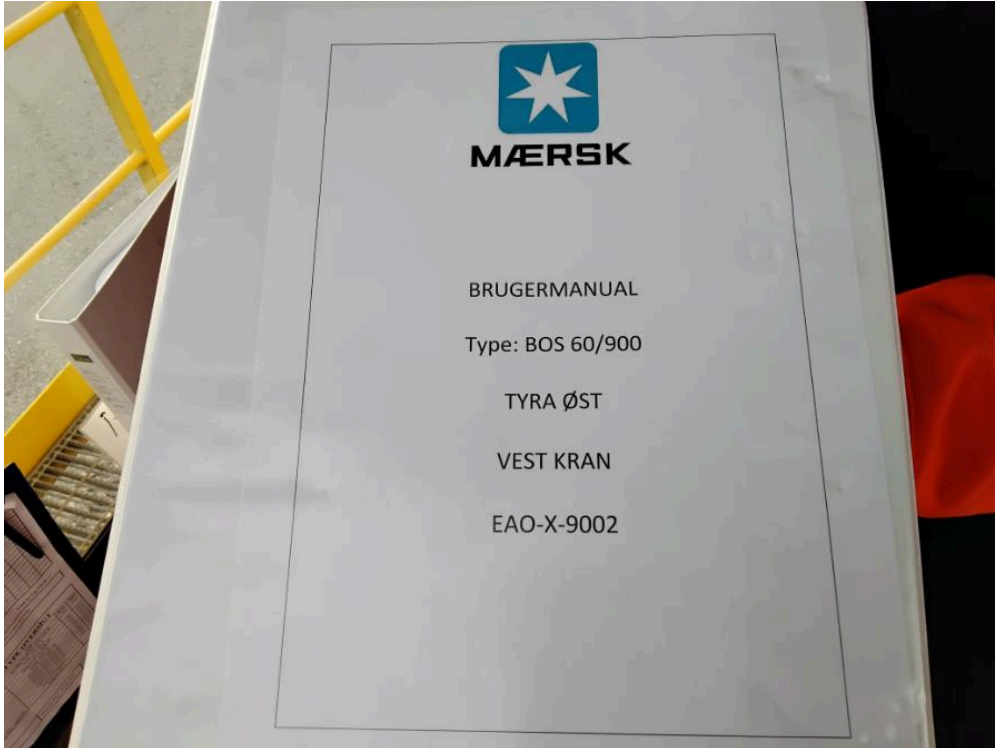 MÆRSK
BRUGERMANUAL
Type: BOS 60/900
TYRA ØST
VEST KRAN
EAO-X-9002